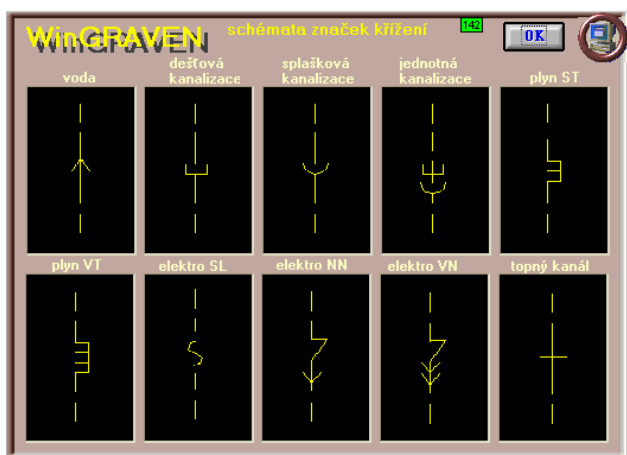 WinGRAVEN schémata značek křížení 142 OK
voda
dešťová
kanalizace
splašková
kanalizace
jednotná
kanalizace
plyn ST
plyn VT
elektro SL
elektro NN
elektro VN
topný kanál